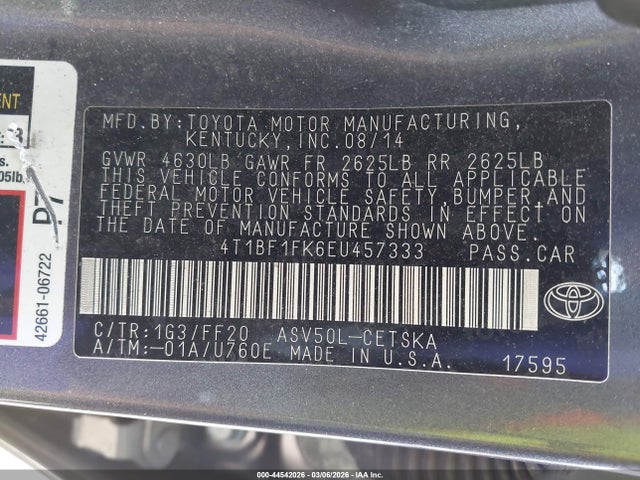 MFD.BY:TOYOTA MOTOR MANUFACTURING,
KENTUCKY,INC.08/14
GVWR 4630LB GAWR FR 2625LB RR 2625LB
THIS VEHICLE CONFORMS TO ALL APPLICABLE
FEDERAL MOTOR VEHICLE SAFETY,BUMPER,AND
THEFT PREVENTION STANDARDS IN EFFECT ON
THE DATE OF MANUFACTURE SHOWN ABOVE.
4T1BF1FK6EU457333 PASS.CAR
C/TR:1G3/FF20 ASV50L-CETSKA
A/TM:-01A/U760E MADE IN U.S.A.
17595
42661-06722
000-44542026 - 03/06/2026 - IAA Inc.